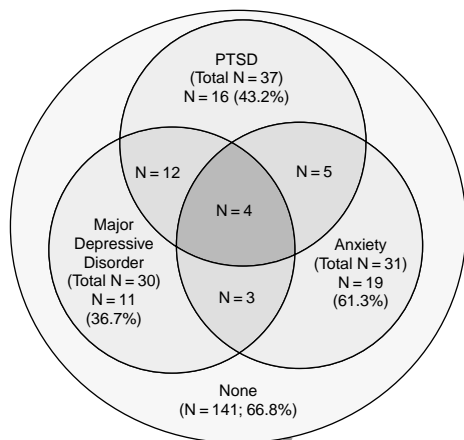 PTSD
(Total N = 37)
N = 16 (43.2%)
N = 12
N = 5
N = 4
Major
Depressive
Disorder
(Total N = 30)
N = 11
(36.7%)
Anxiety
(Total N = 31)
N = 19
(61.3%)
N = 3
None
(N = 141; 66.8%)